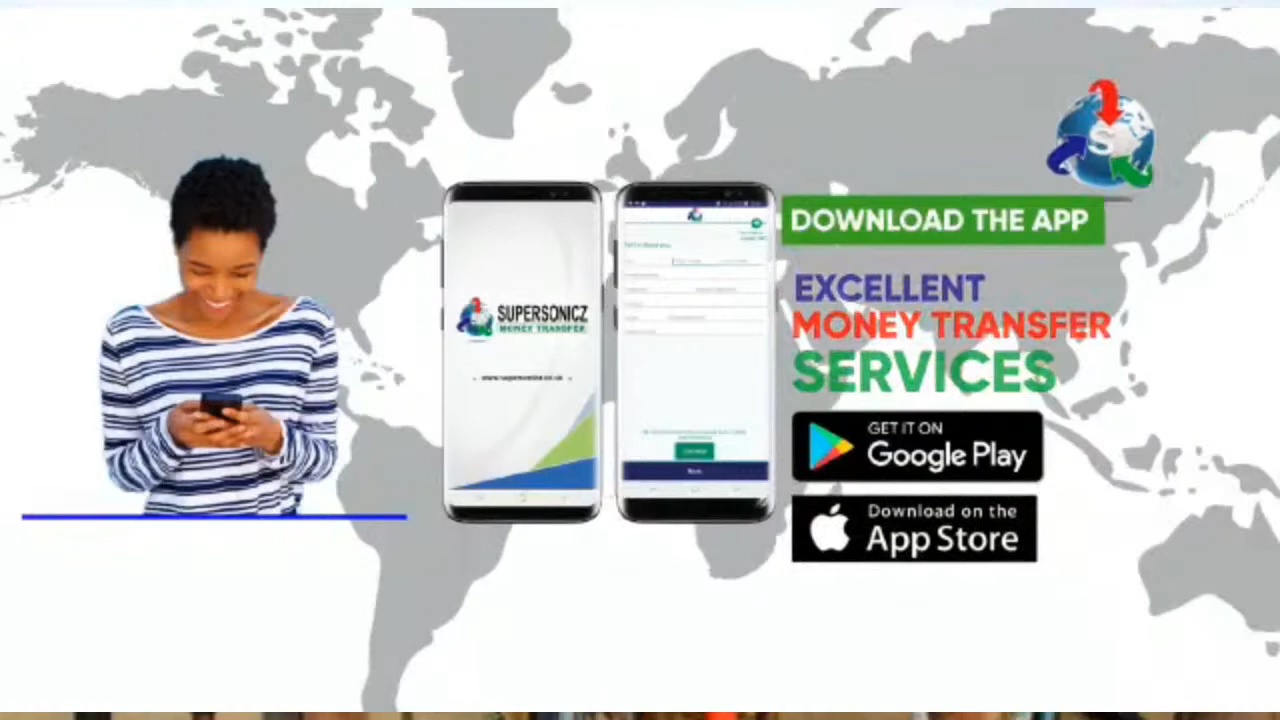 SUPERSONICZ
MONEY TRANSFER
DOWNLOAD THE APP
EXCELLENT
MONEY TRANSFER
SERVICES
GET IT ON
Google Play
Download on the
App Store